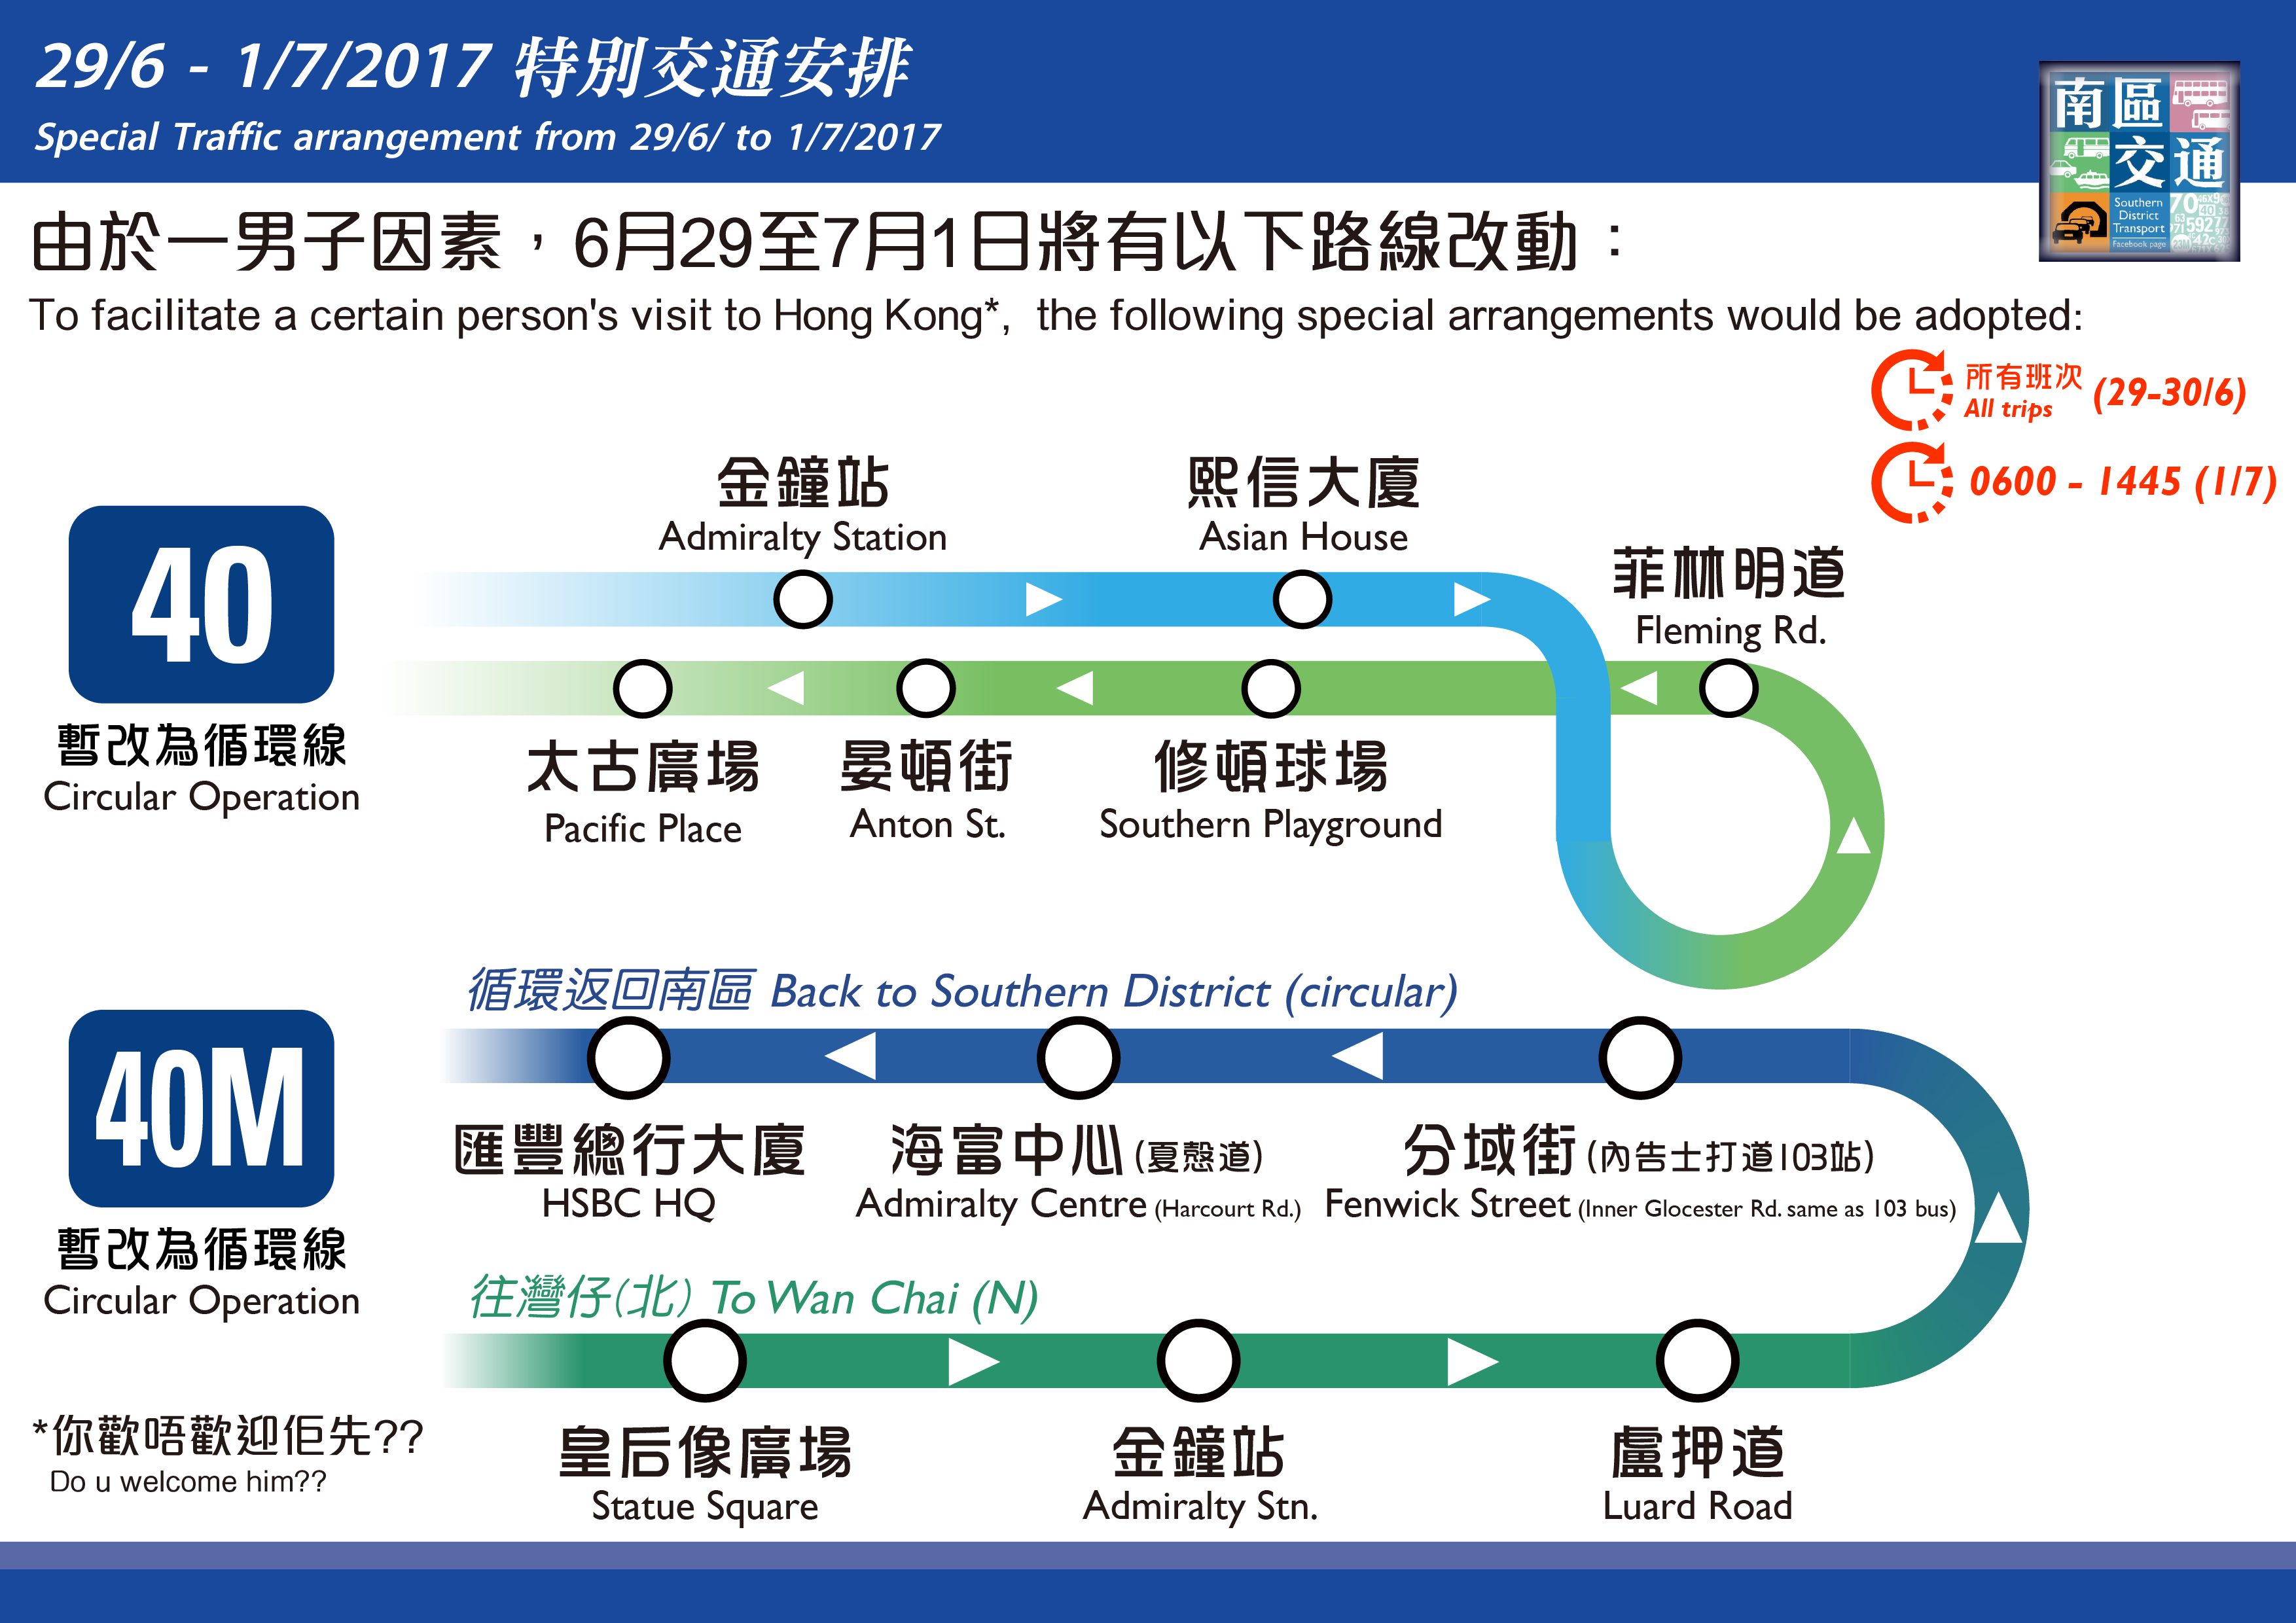 29/6 - 1/7/2017 特別交通安排
Special Traffic arrangement from 29/6/ to 1/7/2017
南區
交通
Southern
District
Transport
Facebook page
由於一男子因素，6月29至7月1日將有以下路線改動：
To facilitate a certain person's visit to Hong Kong*, the following special arrangements would be adopted:
所有班次
All trips
(29-30/6)
0600 - 1445 (1/7)
40
暫改為循環線
Circular Operation
金鐘站
Admiralty Station
熙信大廈
Asian House
菲林明道
Fleming Rd.
太古廣場
Pacific Place
晏頓街
Anton St.
修頓球場
Southern Playground
40M
暫改為循環線
Circular Operation
循環返回南區 Back to Southern District (circular)
匯豐總行大廈
HSBC HQ
海富中心 (夏慤道)
Admiralty Centre (Harcourt Rd.)
分域街 (內告士打道103站)
Fenwick Street (Inner Glocester Rd. same as 103 bus)
往灣仔(北) To Wan Chai (N)
皇后像廣場
Statue Square
金鐘站
Admiralty Stn.
盧押道
Luard Road
*你歡唔歡迎佢先??
Do u welcome him??